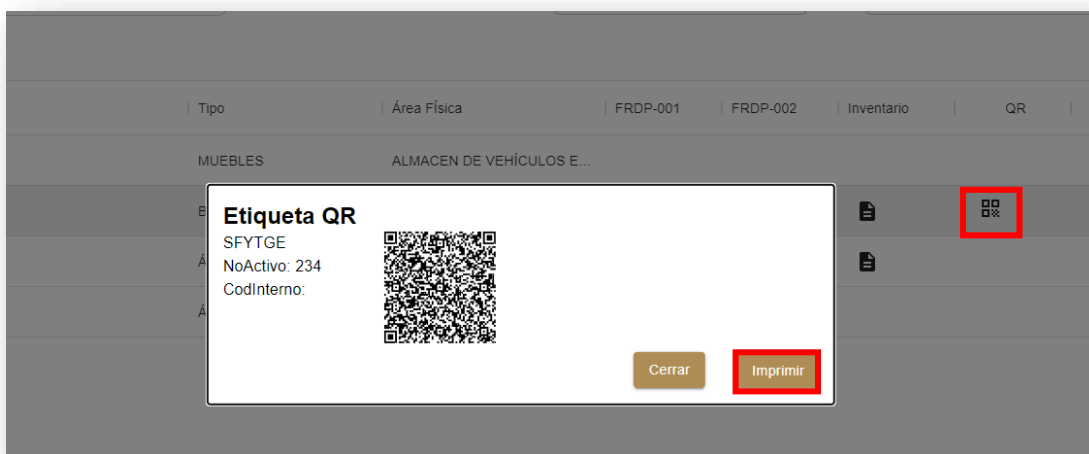 Tipo Área FÍsica FRDP-001 FRDP-002 Inventario QR
MUEBLES ALMACEN DE VEHÍCULOS E...
B
Á
Á
Etiqueta QR
SFYTGE
NoActivo: 234
CodInterno:
Cerrar Imprimir